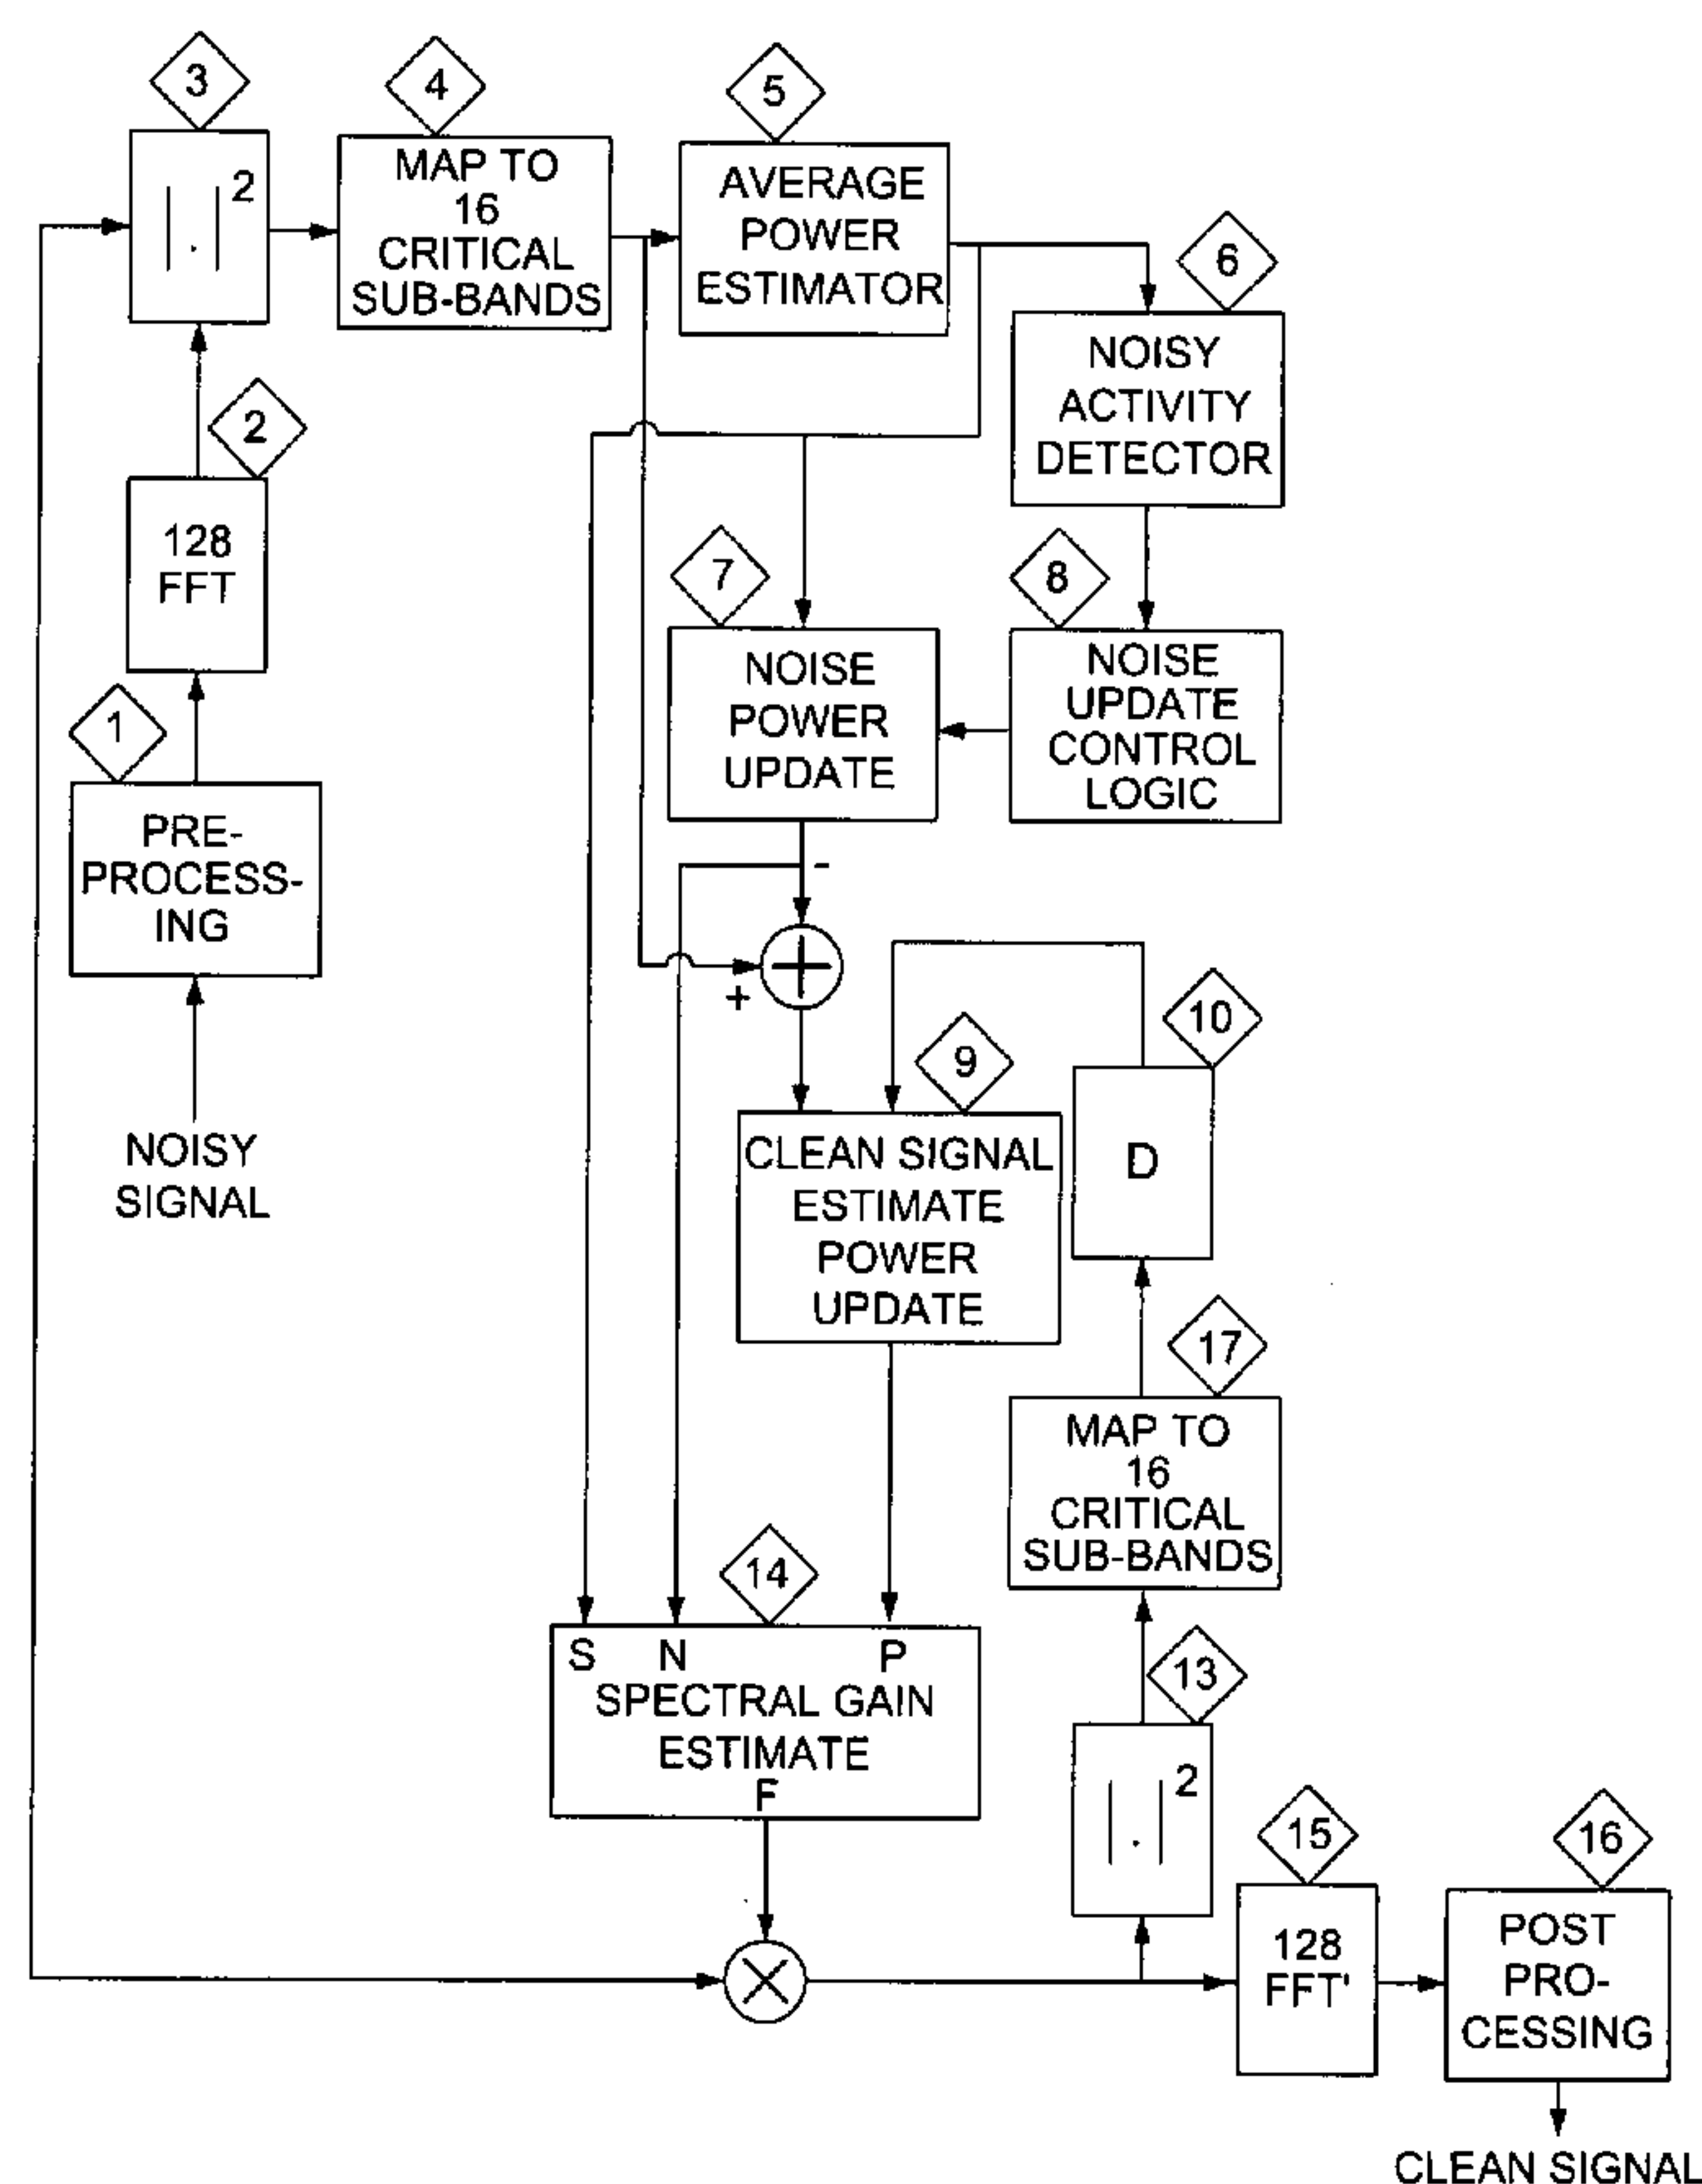 3
4
5
| . | 2
MAP TO
16
CRITICAL
SUB-BANDS
AVERAGE
POWER
ESTIMATOR
6
NOISY
ACTIVITY
DETECTOR
2
128
FFT
7
8
NOISE
POWER
UPDATE
NOISE
UPDATE
CONTROL
LOGIC
1
PRE-
PROCESS-
ING
-
+
+
NOISY
SIGNAL
9
10
CLEAN SIGNAL
ESTIMATE
POWER
UPDATE
D
17
MAP TO
16
CRITICAL
SUB-BANDS
14
S N P
SPECTRAL GAIN
ESTIMATE
F
13
| . | 2
15
16
128
FFT'
POST
PRO-
CESSING
CLEAN SIGNAL